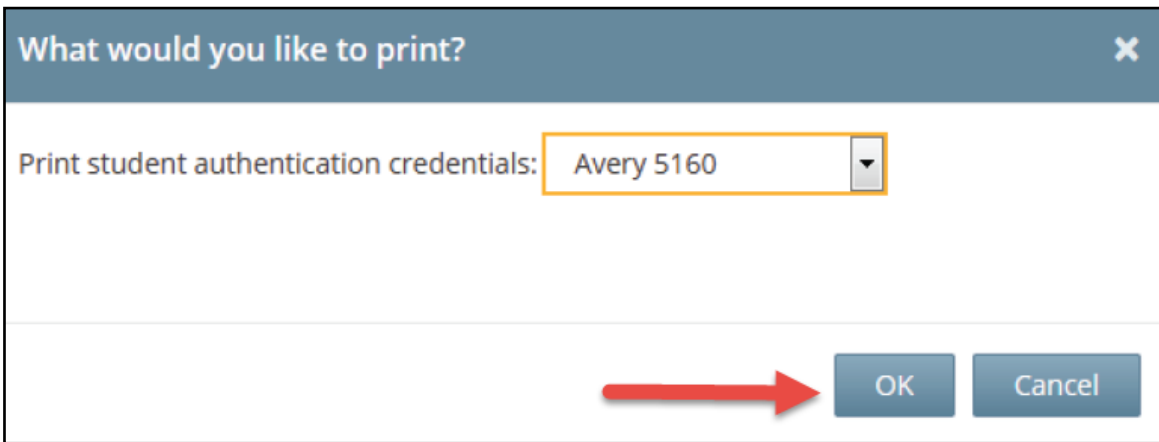 What would you like to print?
Print student authentication credentials: Avery 5160
OK Cancel